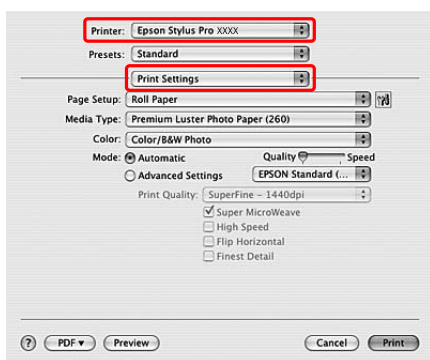 Printer: Epson Stylus Pro XXXX
Presets: Standard
Print Settings
Page Setup: Roll Paper
Media Type: Premium Luster Photo Paper (260)
Color: Color/B&W Photo
Mode: Automatic Quality Speed
Advanced Settings EPSON Standard (...
Print Quality: SuperFine – 1440dpi
Super MicroWeave
High Speed
Flip Horizontal
Finest Detail
? PDF ▾ Preview Cancel Print